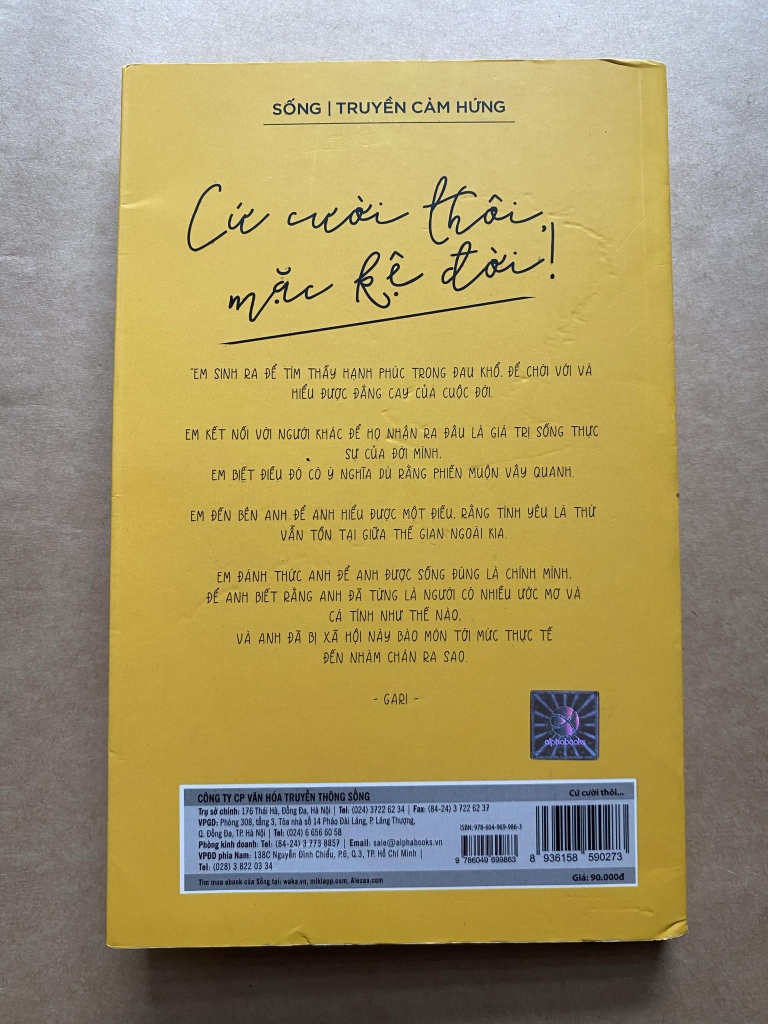 SỐNG | TRUYỀN CẢM HỨNG
Cứ cười thôi,
mặc kệ đời!
"EM SINH RA ĐỂ TÌM THẤY HẠNH PHÚC TRONG ĐAU KHỔ, ĐỂ CHỚI VỚI VÀ
HIỂU ĐƯỢC ĐẮNG CAY CỦA CUỘC ĐỜI.
EM KẾT NỐI VỚI NGƯỜI KHÁC ĐỂ HỌ NHẬN RA ĐÂU LÀ GIÁ TRỊ SỐNG THỰC
SỰ CỦA ĐỜI MÌNH,
EM BIẾT ĐIỀU ĐÓ CÓ Ý NGHĨA DÙ RẰNG PHIỀN MUỘN VÂY QUANH.
EM ĐẾN BÊN ANH ĐỂ ANH HIỂU ĐƯỢC MỘT ĐIỀU, RẰNG TÌNH YÊU LÀ THỨ
VẪN TỒN TẠI GIỮA THẾ GIAN NGOÀI KIA.
EM ĐÁNH THỨC ANH ĐỂ ANH ĐƯỢC SỐNG ĐÚNG LÀ CHÍNH MÌNH,
ĐỂ ANH BIẾT RẰNG ANH ĐÃ TỪNG LÀ NGƯỜI CÓ NHIỀU ƯỚC MƠ VÀ
CÁ TÍNH NHƯ THẾ NÀO,
VÀ ANH ĐÃ BỊ XÃ HỘI NÀY BÀO MÒN TỚI MỨC THỰC TẾ
ĐẾN NHÀM CHÁN RA SAO.
- GARI -
alphabooks
CÔNG TY CP VĂN HÓA TRUYỀN THÔNG SỐNG
Cứ cười thôi...
Trụ sở chính: 176 Thái Hà, Đống Đa, Hà Nội | Tel: (024) 3722 62 34 | Fax: (84-24) 3 722 62 37
VPGD: Phòng 308, tầng 3, Tòa nhà số 14 Pháo Đài Láng, P. Láng Thượng,
Q. Đống Đa, TP. Hà Nội | Tel: (024) 6 656 60 58
Phòng kinh doanh: Tel: (84-24) 3 773 8857 | Email: sale@alphabooks.vn
VPĐD phía Nam: 138C Nguyễn Đình Chiểu, P.6, Q.3, TP. Hồ Chí Minh |
Tel: (028) 3 822 03 34
ISBN: 978-604-969-986-3
9 786049 699863
8 936158 590273
Tìm mua ebook của Sống tại: waka.vn, mikiapp.com, Alezaa.com
Giá: 90.000đ